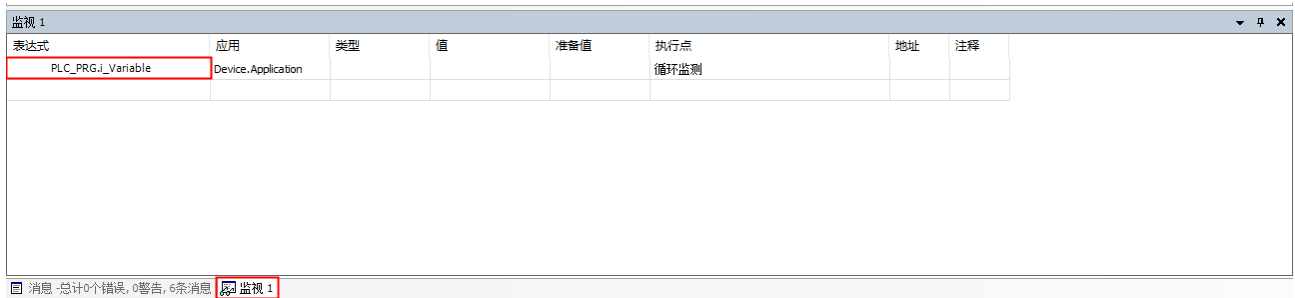 监视 1
表达式 应用 类型 值 准备值 执行点 地址 注释
PLC_PRG.i_Variable Device.Application 循环监测
消息 -总计0个错误, 0警告, 6条消息 监视 1